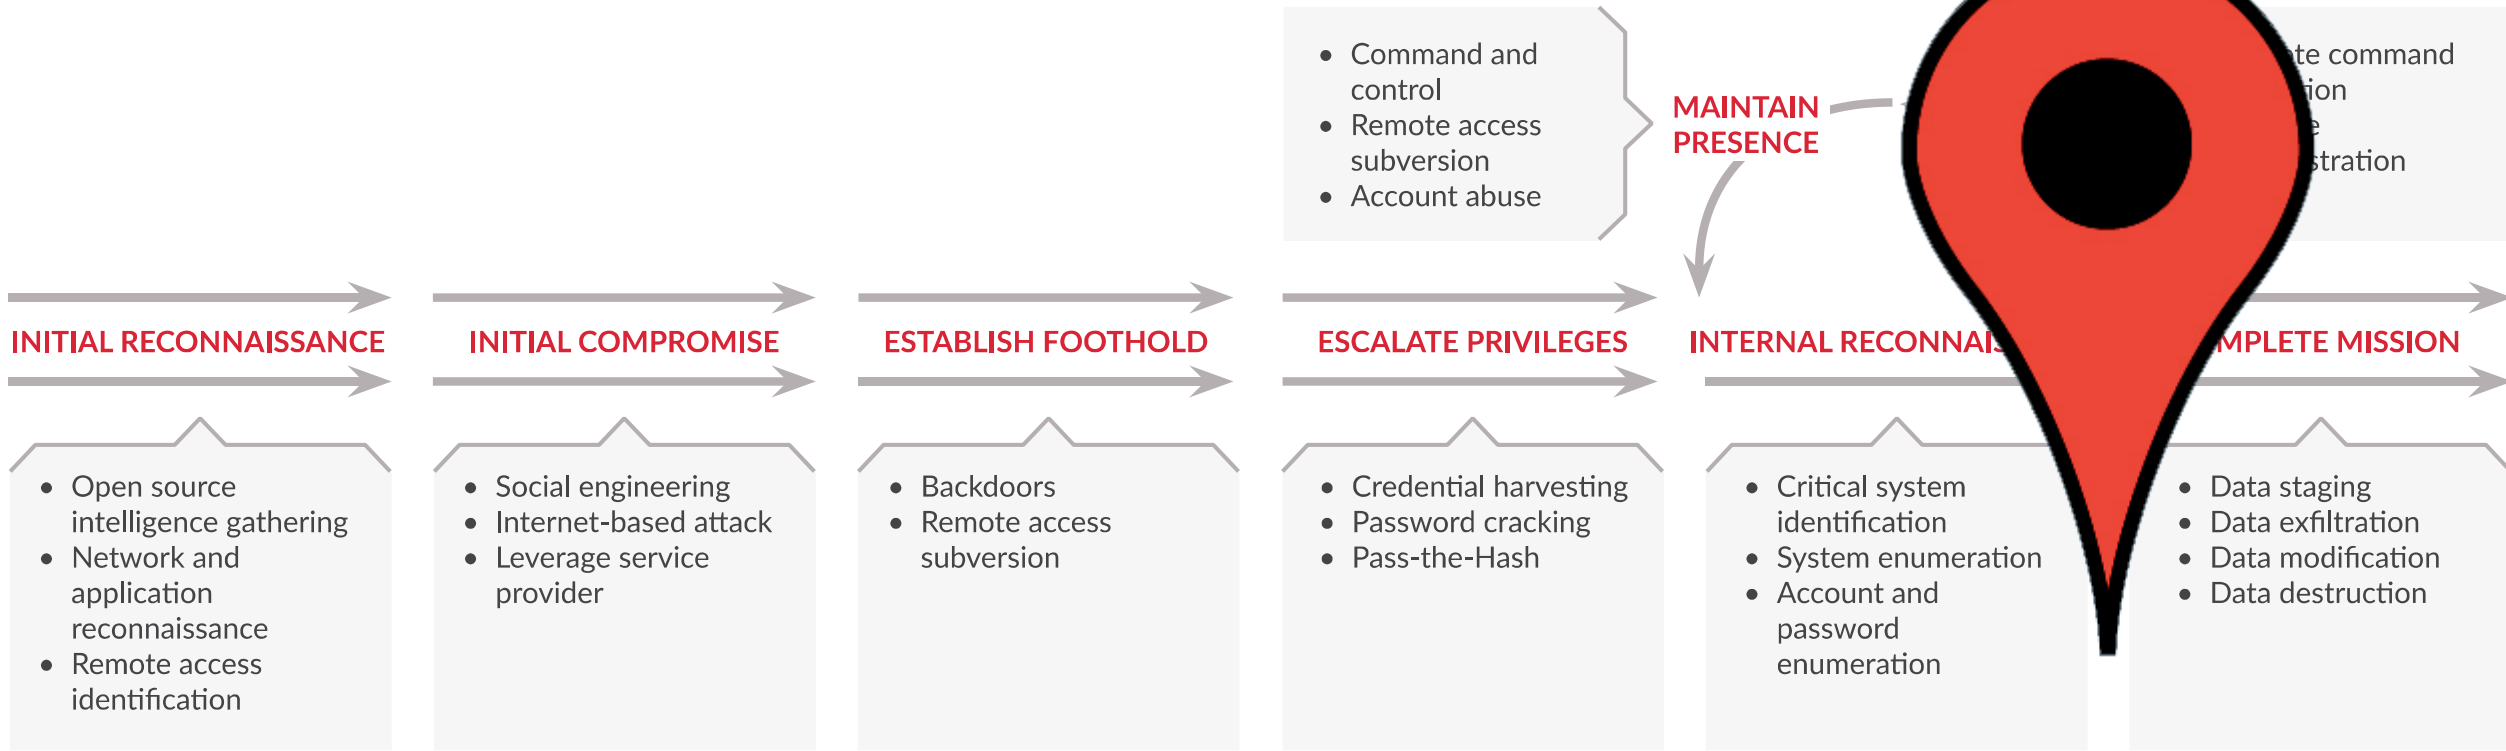 Command and
control
Remote access
subversion
Account abuse
MAINTAIN
PRESENCE
command
INITIAL RECONNAISSANCE
INITIAL COMPROMISE
ESTABLISH FOOTHOLD
ESCALATE PRIVILEGES
INTERNAL
MISSION
Open source
intelligence gathering
Network and
application
reconnaissance
Remote access
identification
Social engineering
Internet-based attack
Leverage service
provider
Backdoors
Remote access
subversion
Credential harvesting
Password cracking
Pass-the-Hash
Critical system
identification
System enumeration
Account and
password
enumeration
Data staging
Data exfiltration
Data modification
Data destruction